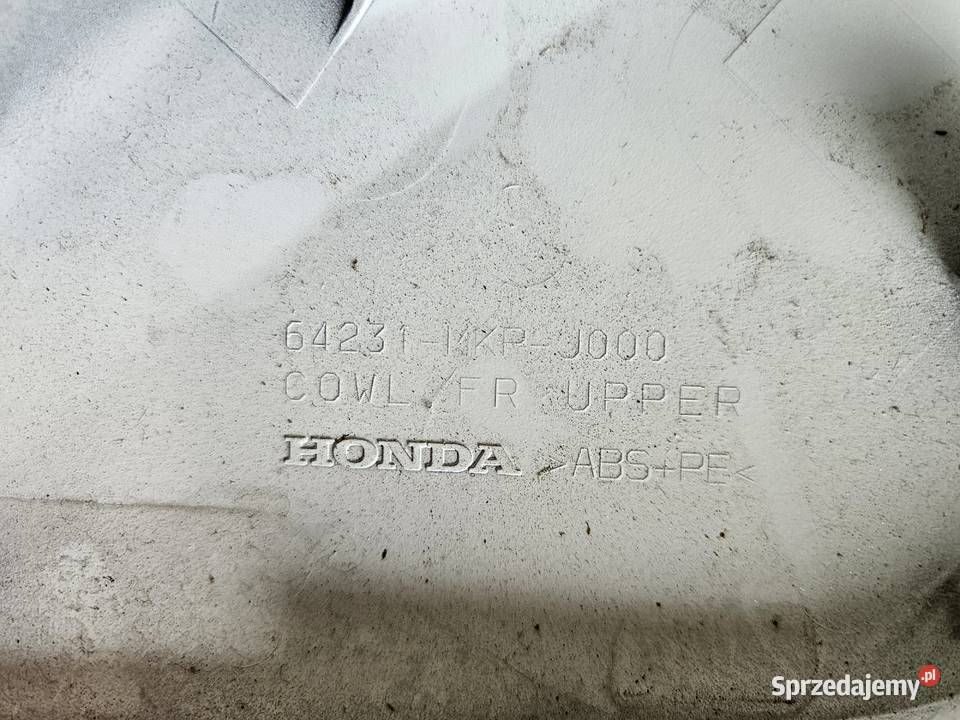 64231-MKP-J000
COWL, FR UPPER
HONDA >ABS+PE<
Sprzedajemy.pl